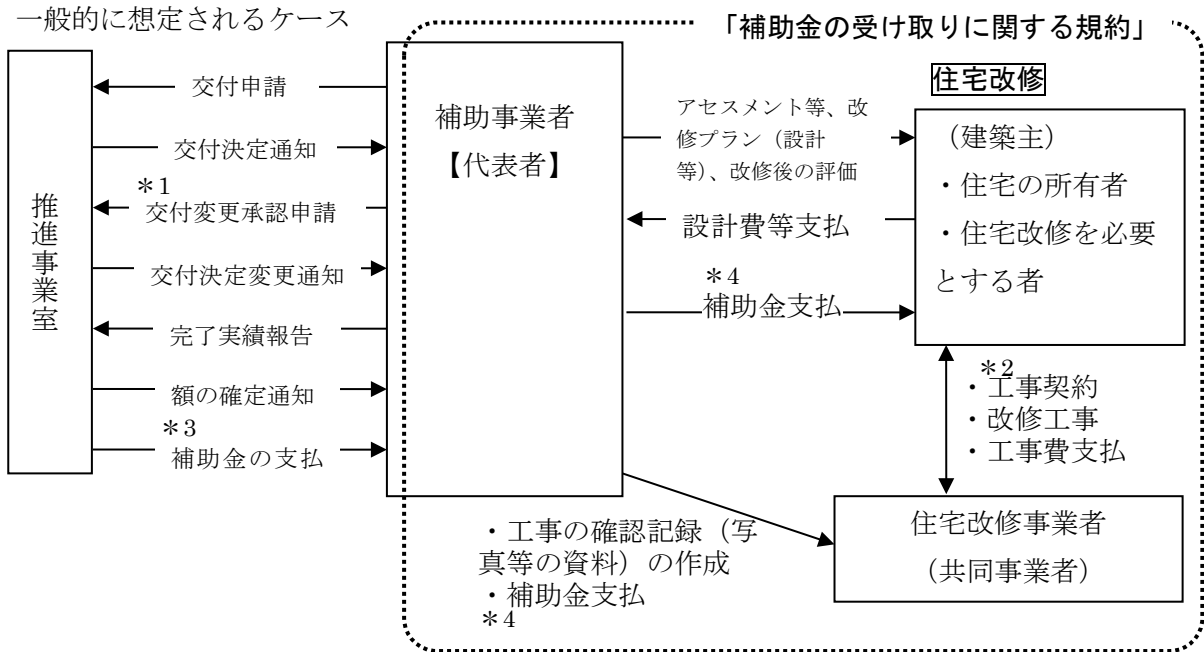 一般的に想定されるケース
「補助金の受け取りに関する規約」
推進事業室
交付申請
交付決定通知
*1
交付変更承認申請
交付決定変更通知
完了実績報告
額の確定通知
*3
補助金の支払
補助事業者
【代表者】
アセスメント等、改
修プラン（設計
等）、改修後の評価
設計費等支払
*4
補助金支払
住宅改修
（建築主）
・住宅の所有者
・住宅改修を必要
とする者
*2
・工事契約
・改修工事
・工事費支払
・工事の確認記録（写
真等の資料）の作成
・補助金支払
*4
住宅改修事業者
（共同事業者）